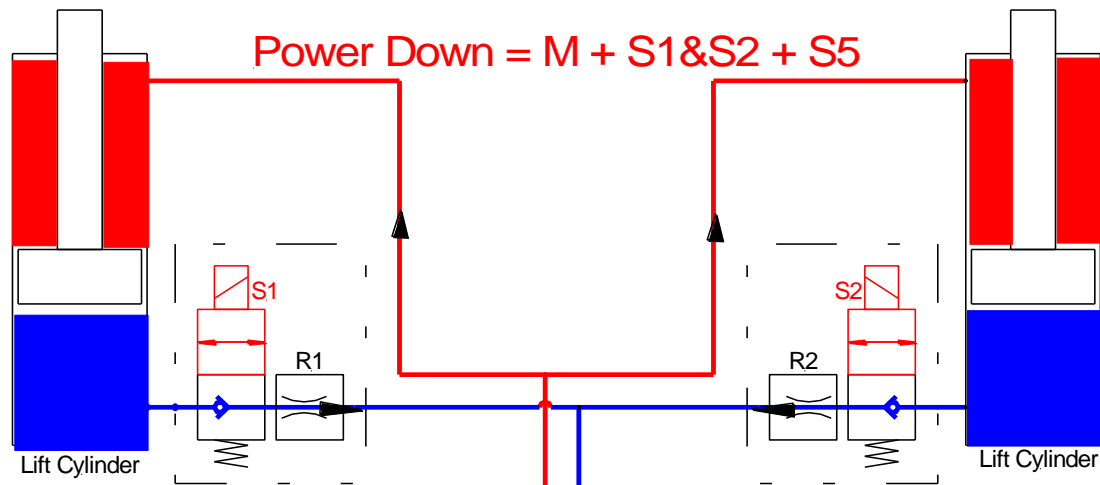 Power Down = M + S1&S2 + S5
S1
S2
R1
R2
Lift Cylinder
Lift Cylinder